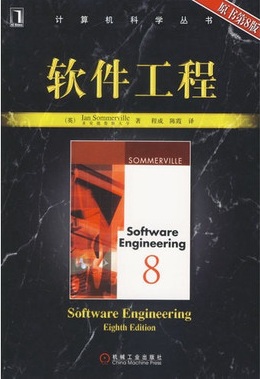 计算机科学丛书
原书第8版
软件工程
(英) Ian Sommerville 著 程成 陈霞 译
SOMMERVILLE
Software
Engineering
8
Software Engineering
Eighth Edition
机械工业出版社
China Machine Press